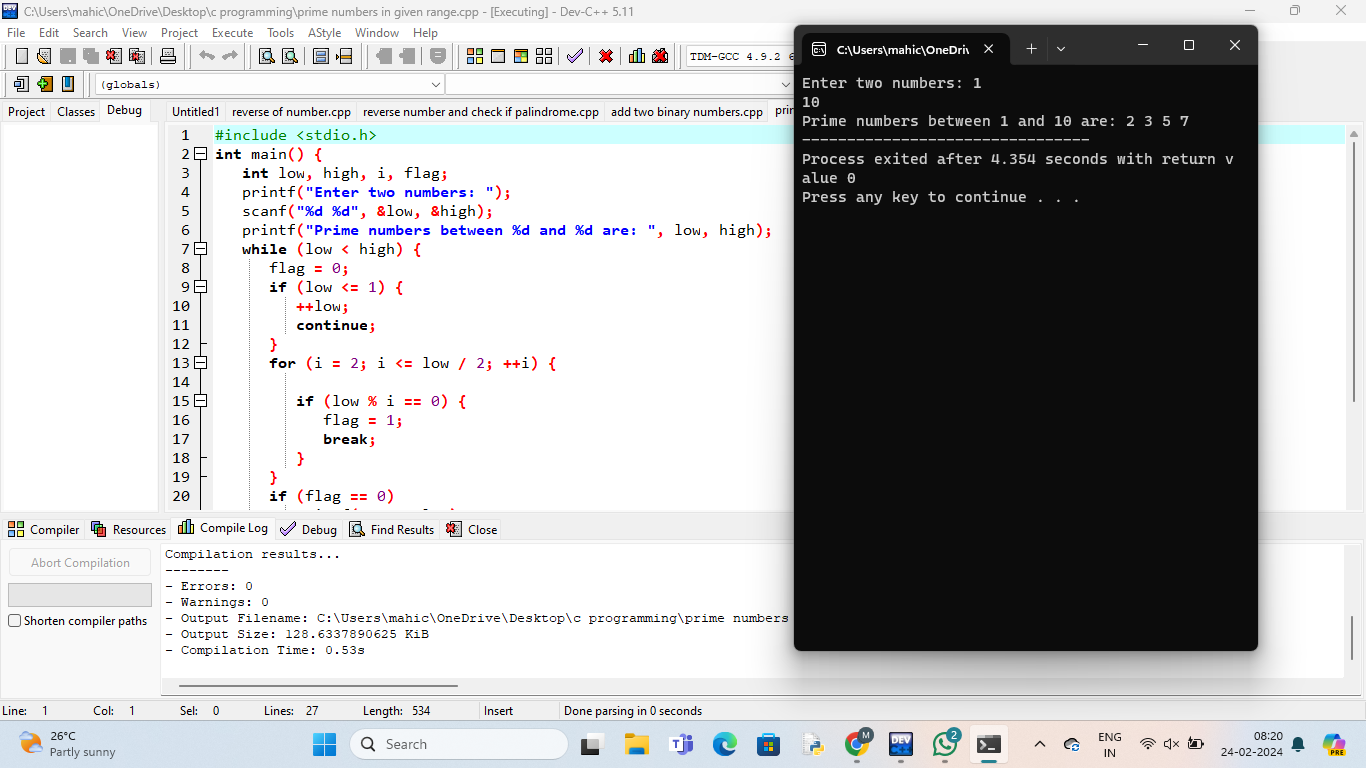 C:\Users\mahic\OneDrive\Desktop\c programming\prime numbers in given range.cpp - [Executing] - Dev-C++ 5.11
File Edit Search View Project Execute Tools AStyle Window Help
TDM-GCC 4.9.2
(globals)
Project Classes Debug
Untitled1 reverse of number.cpp reverse number and check if palindrome.cpp add two binary numbers.cpp
1 #include <stdio.h>
2 int main() {
3 int low, high, i, flag;
4 printf("Enter two numbers: ");
5 scanf("%d %d", &low, &high);
6 printf("Prime numbers between %d and %d are: ", low, high);
7 while (low < high) {
8 flag = 0;
9 if (low <= 1) {
10 ++low;
11 continue;
12 }
13 for (i = 2; i <= low / 2; ++i) {
14
15 if (low % i == 0) {
16 flag = 1;
17 break;
18 }
19 }
20 if (flag == 0)
C:\Users\mahic\OneDri
Enter two numbers: 1
10
Prime numbers between 1 and 10 are: 2 3 5 7
--------------------------------
Process exited after 4.354 seconds with return v
alue 0
Press any key to continue . . .
Compiler Resources Compile Log Debug Find Results Close
Abort Compilation
Shorten compiler paths
Compilation results...
--------
- Errors: 0
- Warnings: 0
- Output Filename: C:\Users\mahic\OneDrive\Desktop\c programming\prime numbers
- Output Size: 128.6337890625 KiB
- Compilation Time: 0.53s
Line: 1 Col: 1 Sel: 0 Lines: 27 Length: 534 Insert Done parsing in 0 seconds
26°C
Partly sunny
Search
DEV
M
2
ENG
IN
08:20
24-02-2024
PRE